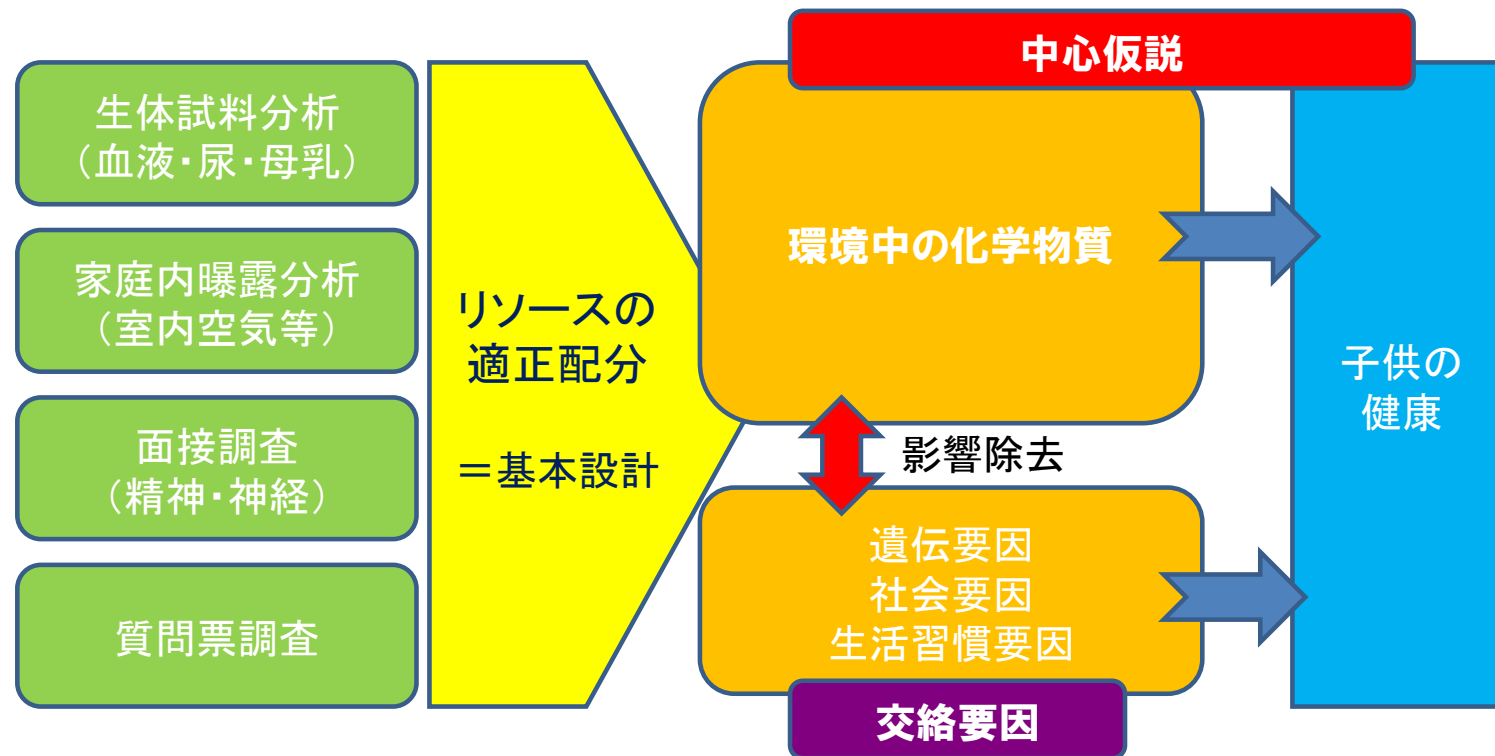 生体試料分析
（血液・尿・母乳）
家庭内曝露分析
（室内空気等）
面接調査
（精神・神経）
質問票調査
リソースの
適正配分
＝基本設計
中心仮説
環境中の化学物質
影響除去
遺伝要因
社会要因
生活習慣要因
交絡要因
子供の
健康